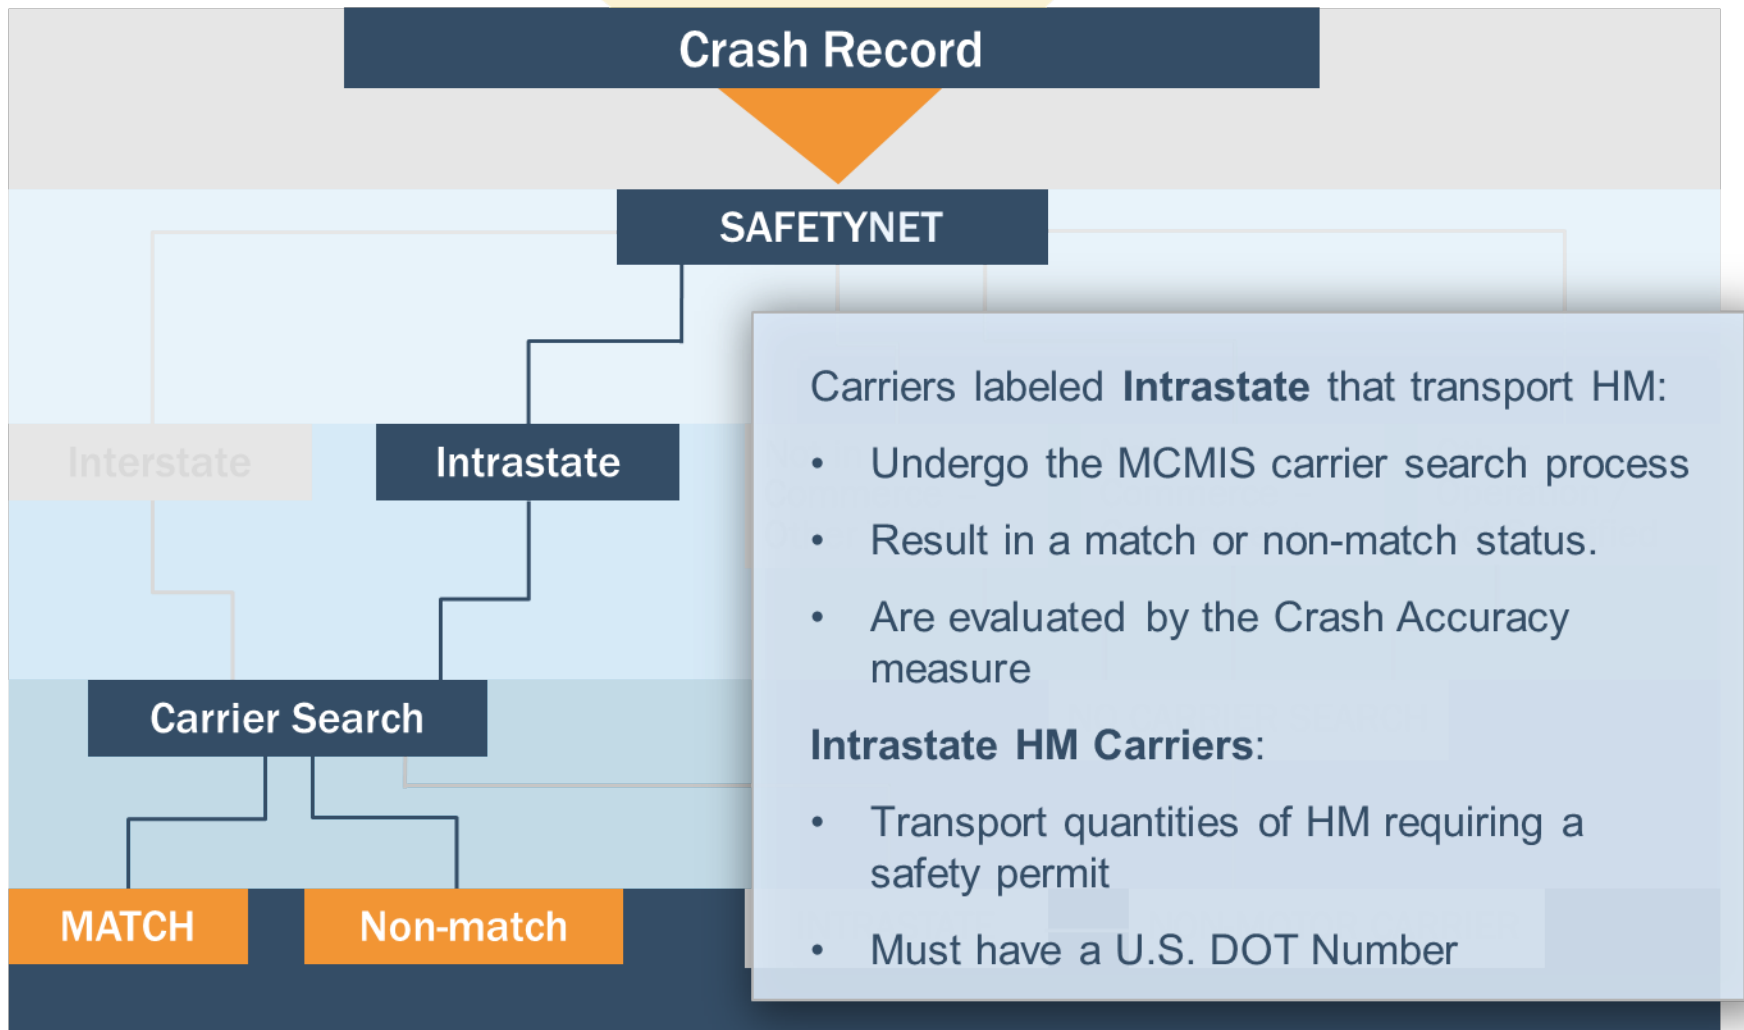 Crash Record
SAFETYNET
Interstate
Intrastate
Carrier Search
MATCH
Non-match
Carriers labeled Intrastate that transport HM:
• Undergo the MCMIS carrier search process
• Result in a match or non-match status.
• Are evaluated by the Crash Accuracy
measure
Intrastate HM Carriers:
• Transport quantities of HM requiring a
safety permit
• Must have a U.S. DOT Number